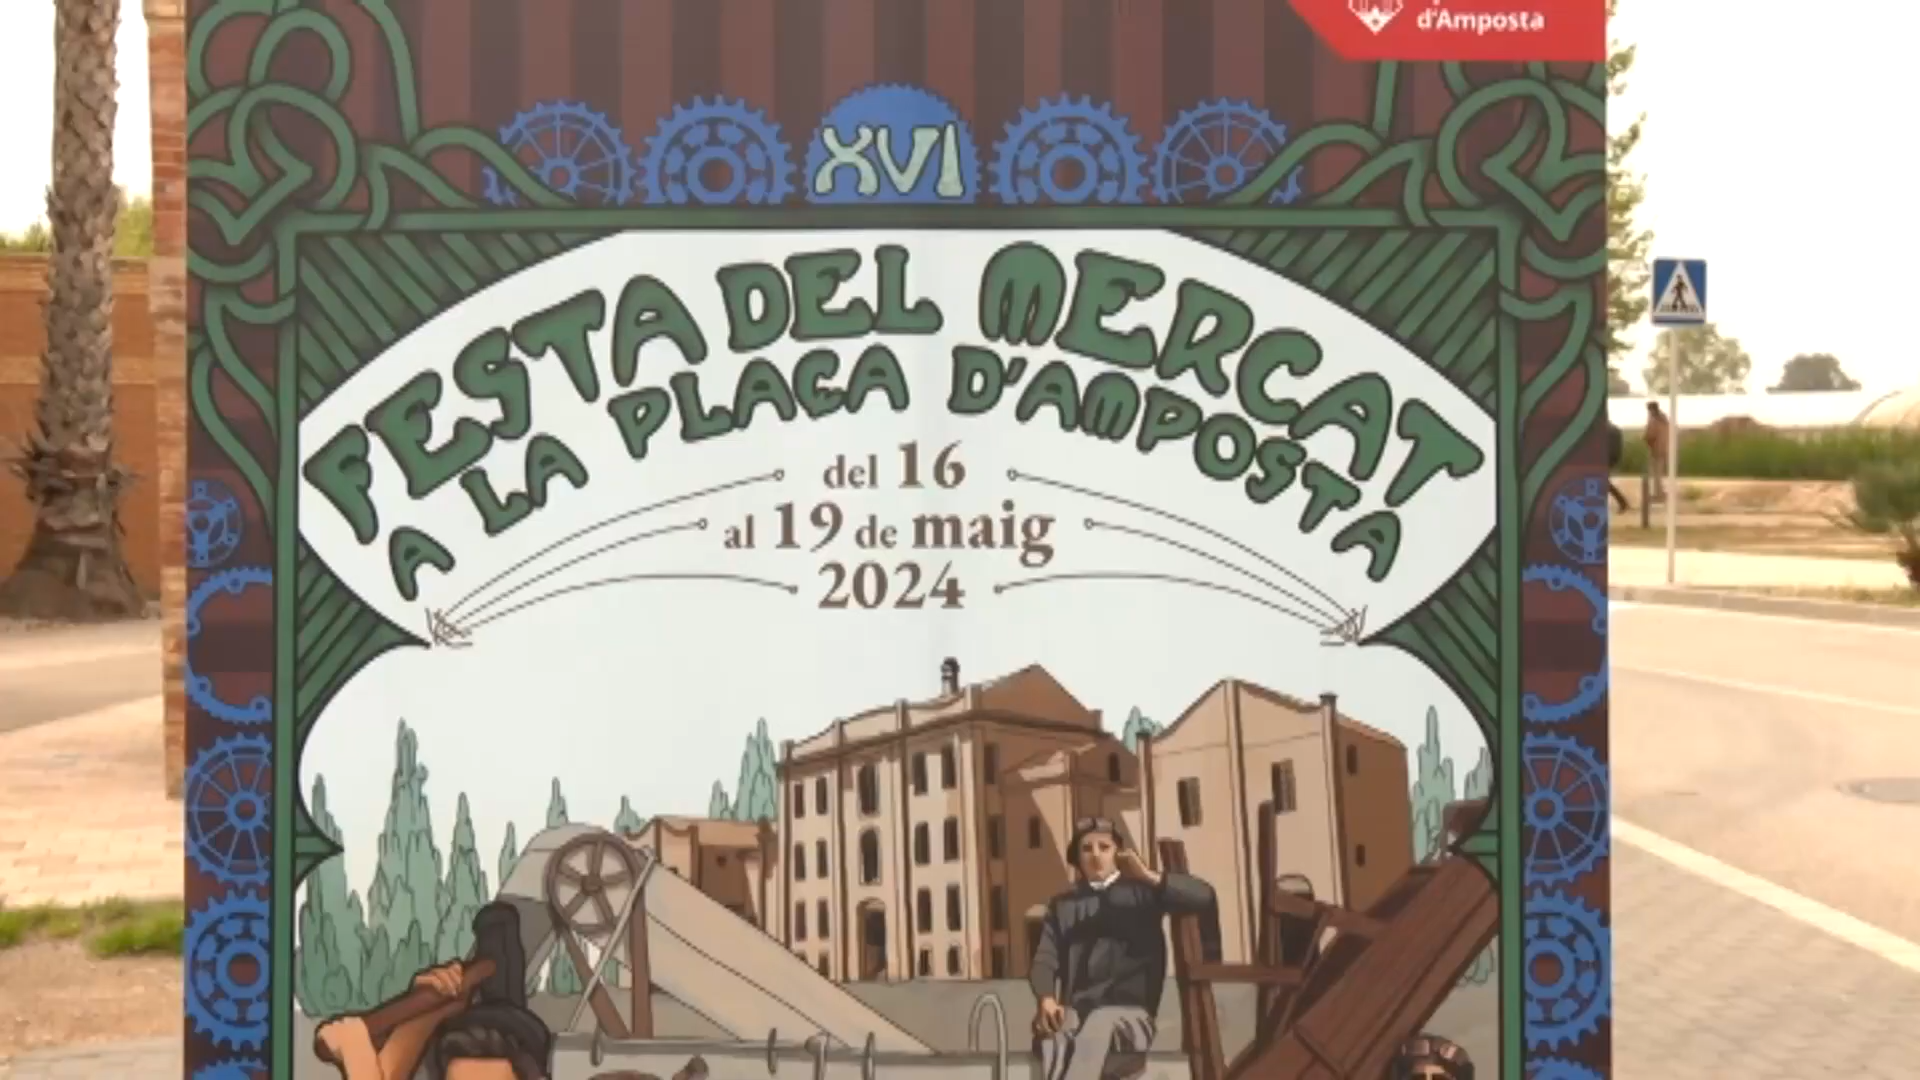 d'Amposta
XVI
FESTA DEL MERCAT
A LA PLAÇA D'AMPOSTA
del 16
al 19 de maig
2024